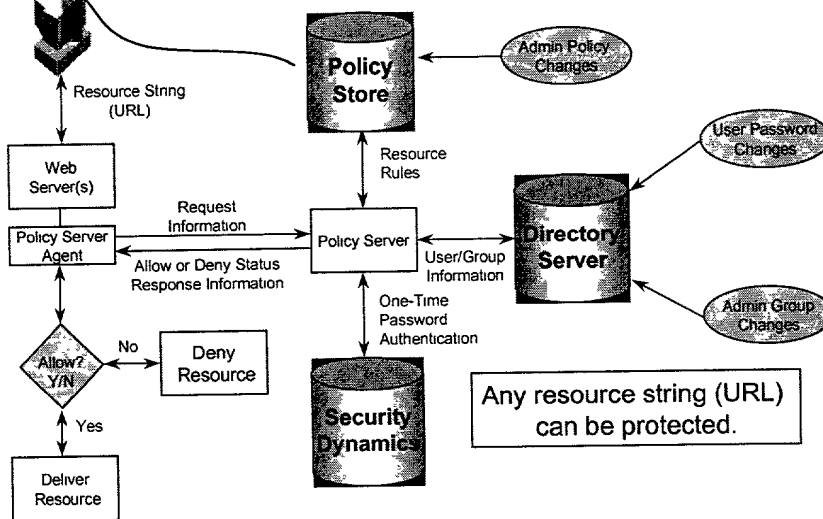 Policy
Store
Admin Policy
Changes
Resource String
(URL)
User Password
Changes
Web
Server(s)
Resource
Rules
Request
Information
Policy Server
Agent
Policy Server
Directory
Server
Allow or Deny Status
Response Information
User/Group
Information
One-Time
Password
Authentication
Admin Group
Changes
Allow?
Y/N
No
Deny
Resource
Security
Dynamics
Any resource string (URL)
can be protected.
Yes
Deliver
Resource